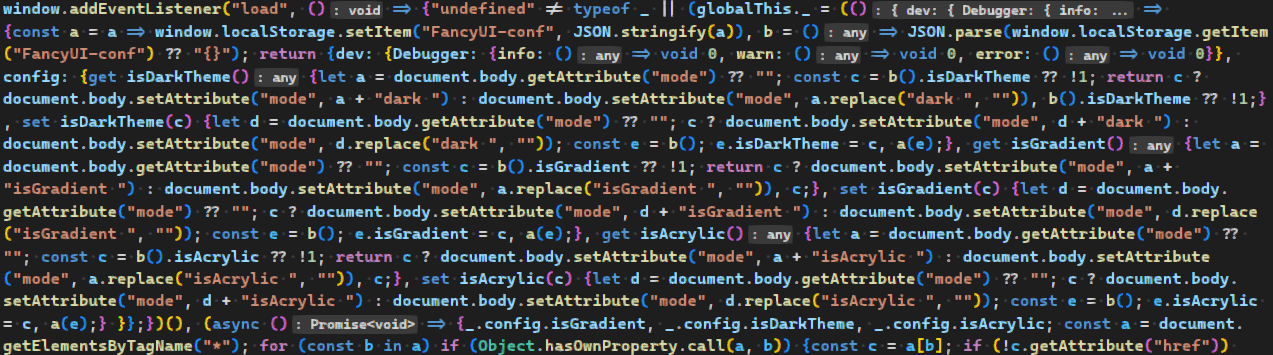 window.addEventListener("load", () : void => {"undefined" != typeof _ || (globalThis._ = (() : { dev: { Debugger: { info: ... =>
{const a = a => window.localStorage.setItem("FancyUI-conf", JSON.stringify(a)), b = () : any => JSON.parse(window.localStorage.getItem
("FancyUI-conf") ?? "{}"); return {dev: {Debugger: {info: () : any => void 0, warn: () : any => void 0, error: () : any => void 0}},
config: {get isDarkTheme() : any {let a = document.body.getAttribute("mode") ?? ""; const c = b().isDarkTheme ?? !1; return c ?
document.body.setAttribute("mode", a + "dark ") : document.body.setAttribute("mode", a.replace("dark ", "")), b().isDarkTheme ?? !1;}
, set isDarkTheme(c) {let d = document.body.getAttribute("mode") ?? ""; c ? document.body.setAttribute("mode", d + "dark ") :
document.body.setAttribute("mode", d.replace("dark ", "")); const e = b(); e.isDarkTheme = c, a(e);}, get isGradient() : any {let a =
document.body.getAttribute("mode") ?? ""; const c = b().isGradient ?? !1; return c ? document.body.setAttribute("mode", a +
"isGradient ") : document.body.setAttribute("mode", a.replace("isGradient ", "")), c;}, set isGradient(c) {let d = document.body.
getAttribute("mode") ?? ""; c ? document.body.setAttribute("mode", d + "isGradient ") : document.body.setAttribute("mode", d.replace
("isGradient ", "")); const e = b(); e.isGradient = c, a(e);}, get isAcrylic() : any {let a = document.body.getAttribute("mode") ??
""; const c = b().isAcrylic ?? !1; return c ? document.body.setAttribute("mode", a + "isAcrylic ") : document.body.setAttribute
("mode", a.replace("isAcrylic ", "")), c;}, set isAcrylic(c) {let d = document.body.getAttribute("mode") ?? ""; c ? document.body.
setAttribute("mode", d + "isAcrylic ") : document.body.setAttribute("mode", d.replace("isAcrylic ", "")); const e = b(); e.isAcrylic
= c, a(e);} }};})(), (async () : Promise<void> => {_.config.isGradient, _.config.isDarkTheme, _.config.isAcrylic; const a = document.
getElementsByTagName("*"); for (const b in a) if (Object.hasOwnProperty.call(a, b)) {const c = a[b]; if (!c.getAttribute("href"))